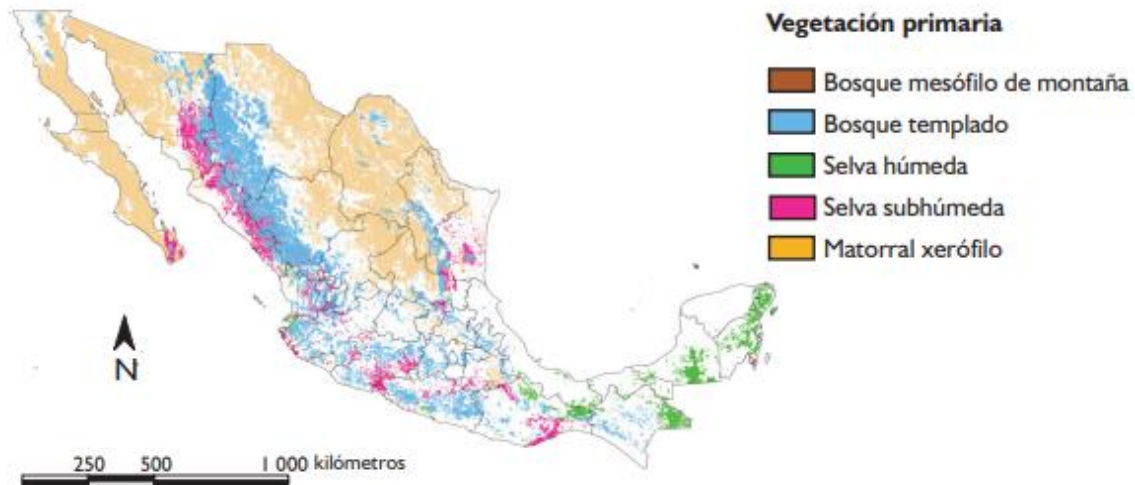 Vegetación primaria
Bosque mesófilo de montaña
Bosque templado
Selva húmeda
Selva subhúmeda
Matorral xerófilo
N
250 500 1 000 kilómetros